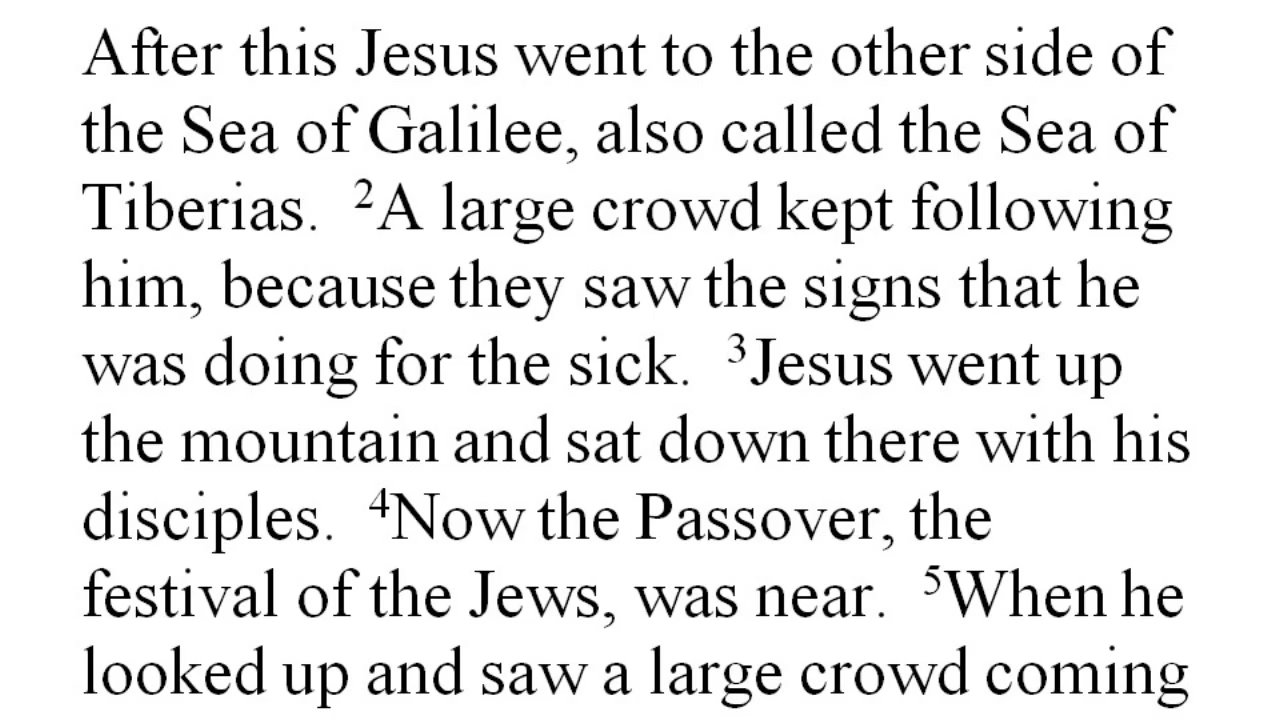 After this Jesus went to the other side of
the Sea of Galilee, also called the Sea of
Tiberias.  ²A large crowd kept following
him, because they saw the signs that he
was doing for the sick.  ³Jesus went up
the mountain and sat down there with his
disciples.  ⁴Now the Passover, the
festival of the Jews, was near.  ⁵When he
looked up and saw a large crowd coming